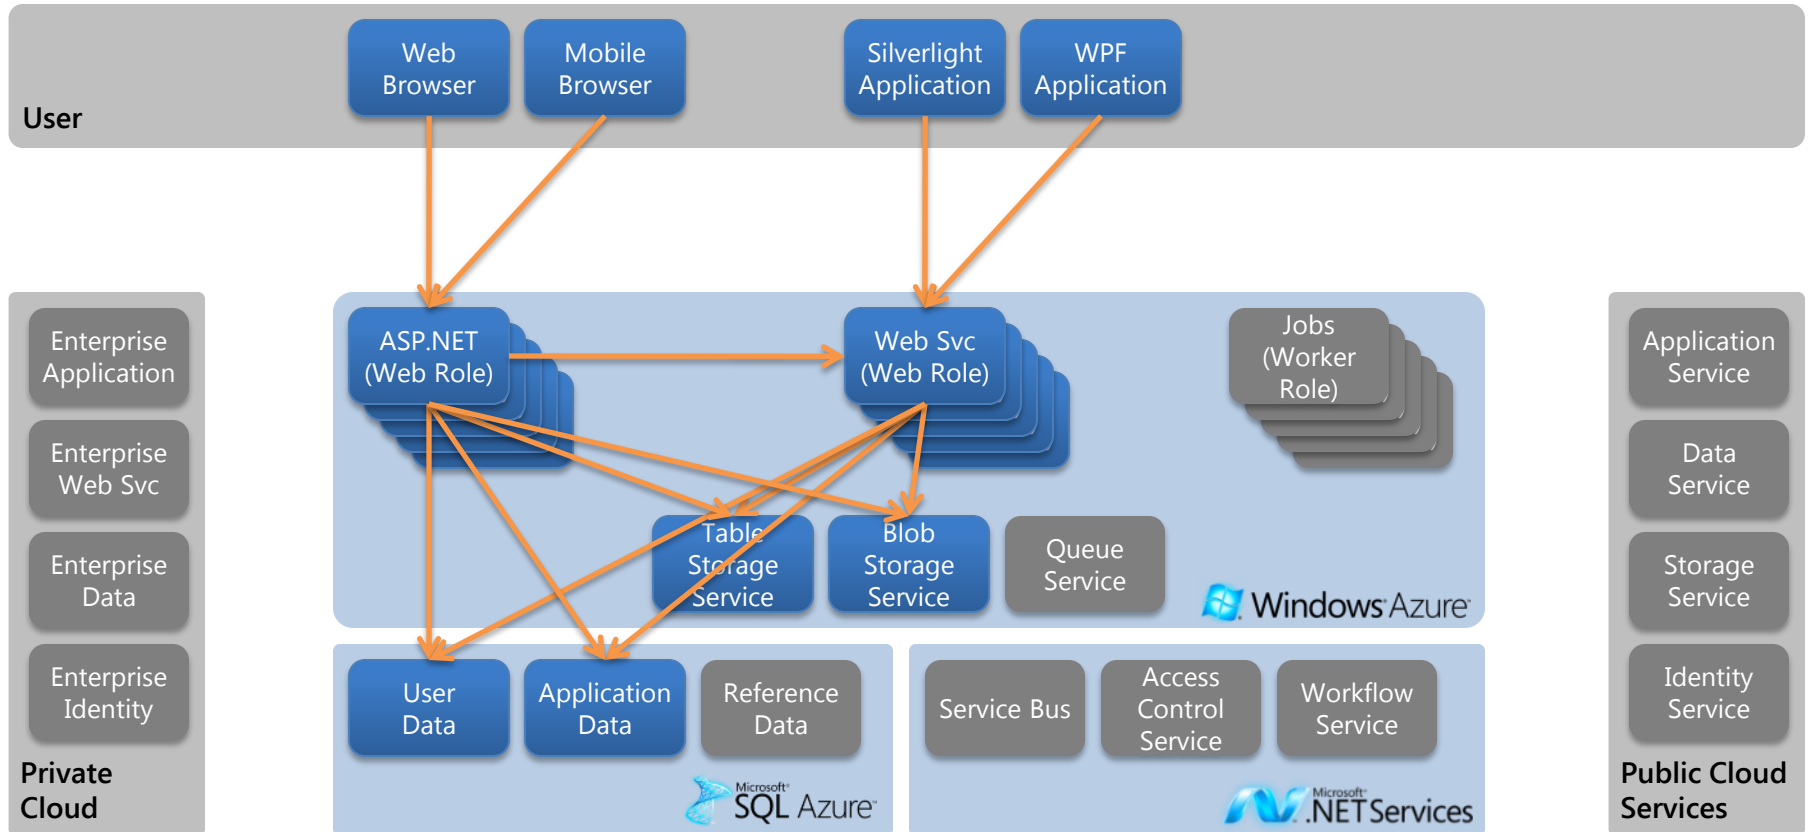 Web
Browser
Mobile
Browser
Silverlight
Application
WPF
Application
User
Enterprise
Application
Enterprise
Web Svc
Enterprise
Data
Enterprise
Identity
Private
Cloud
ASP.NET
(Web Role)
Web Svc
(Web Role)
Jobs
(Worker
Role)
Table
Storage
Service
Blob
Storage
Service
Queue
Service
Windows Azure™
User
Data
Application
Data
Reference
Data
Microsoft®
SQL Azure™
Service Bus
Access
Control
Service
Workflow
Service
Microsoft®
.NET Services
Application
Service
Data
Service
Storage
Service
Identity
Service
Public Cloud
Services